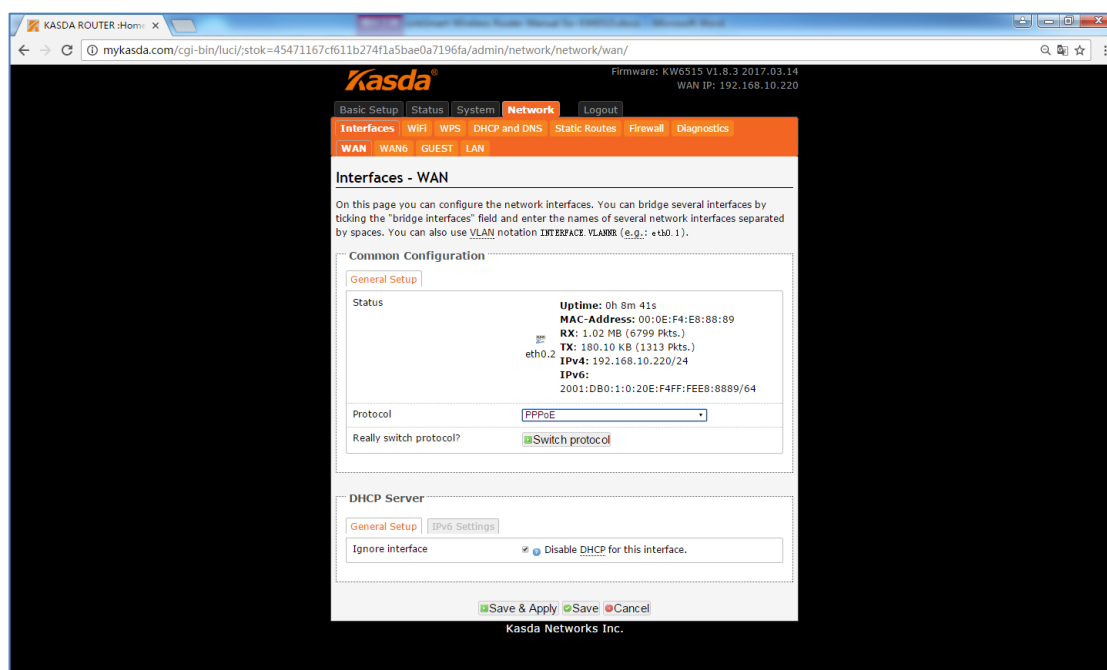 KASDA ROUTER :Home
mykasda.com/cgi-bin/luci/;stok=45471167cf611b274f1a5bae0a7196fa/admin/network/network/wan/
Kasda®
Firmware: KW6515 V1.8.3 2017.03.14
WAN IP: 192.168.10.220
Basic Setup Status System Network Logout
Interfaces WiFi WPS DHCP and DNS Static Routes Firewall Diagnostics
WAN WAN6 GUEST LAN
Interfaces - WAN
On this page you can configure the network interfaces. You can bridge several interfaces by
ticking the "bridge interfaces" field and enter the names of several network interfaces separated
by spaces. You can also use VLAN notation INTERFACE.VLANNR (e.g.: eth0.1).
Common Configuration
General Setup
Status
Uptime: 0h 8m 41s
MAC-Address: 00:0E:F4:E8:88:89
RX: 1.02 MB (6799 Pkts.)
TX: 180.10 KB (1313 Pkts.)
eth0.2
IPv4: 192.168.10.220/24
IPv6:
2001:DB0:1:0:20E:F4FF:FEE8:8889/64
Protocol PPPoE
Really switch protocol? Switch protocol
DHCP Server
General Setup IPv6 Settings
Ignore interface Disable DHCP for this interface.
Save & Apply Save Cancel
Kasda Networks Inc.